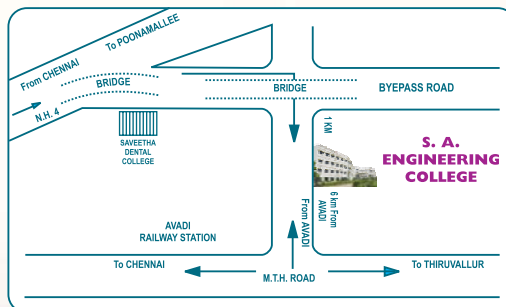 To POONAMALLEE
From CHENNAI
N.H. 4
BRIDGE
BRIDGE
BYEPASS ROAD
SAVEETHA
DENTAL
COLLEGE
1 KM
S. A.
ENGINEERING
COLLEGE
6 km From
AVADI
From AVADI
AVADI
RAILWAY STATION
To CHENNAI
M.T.H. ROAD
To THIRUVALLUR